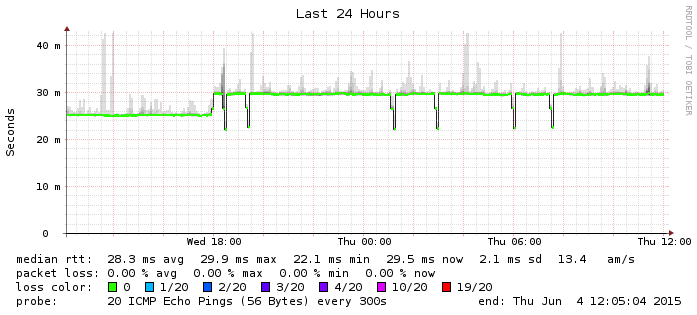 Last 24 Hours
RRDTOOL / TOBI OETIKER
Seconds
40 m
30 m
20 m
10 m
0
Wed 18:00 Thu 00:00 Thu 06:00 Thu 12:00
median rtt: 28.3 ms avg 29.9 ms max 22.1 ms min 29.5 ms now 2.1 ms sd 13.4 am/s
packet loss: 0.00 % avg 0.00 % max 0.00 % min 0.00 % now
loss color: 0 1/20 2/20 3/20 4/20 10/20 19/20
probe: 20 ICMP Echo Pings (56 Bytes) every 300s end: Thu Jun 4 12:05:04 2015